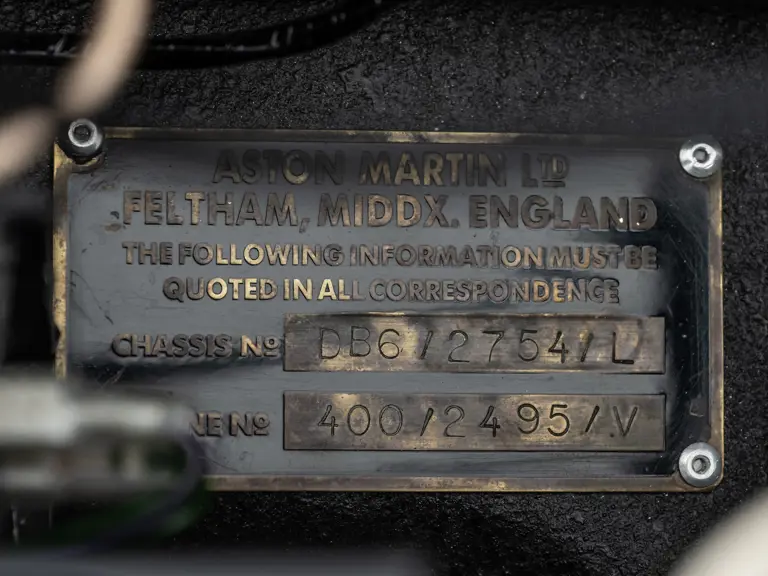 ASTON MARTIN LTD
FELTHAM, MIDDX. ENGLAND
THE FOLLOWING INFORMATION MUST BE
QUOTED IN ALL CORRESPONDENCE
CHASSIS No DB6/2754/L
No 400/2495/V